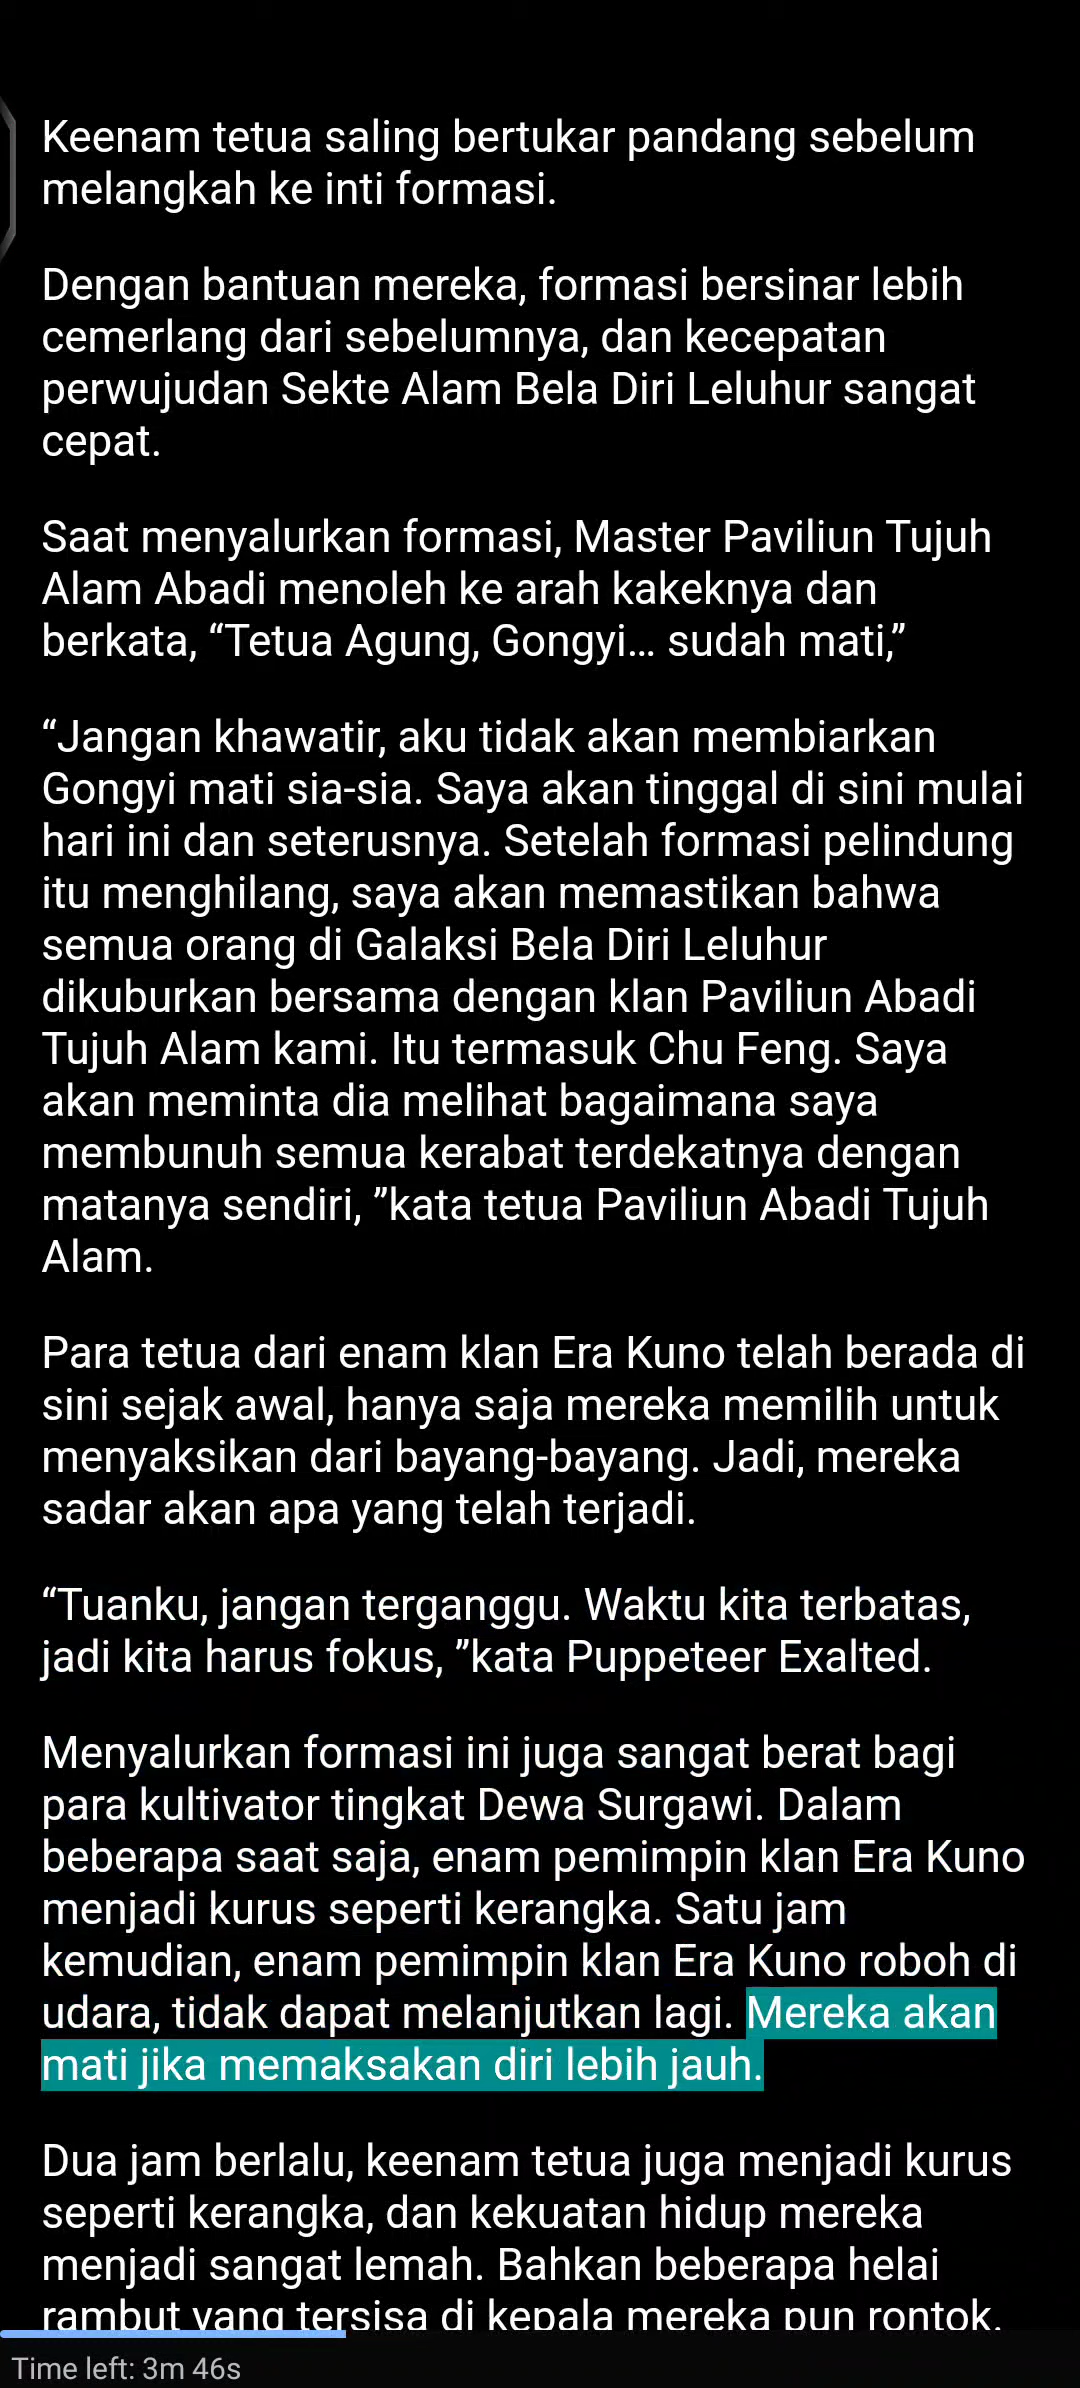 Keenam tetua saling bertukar pandang sebelum
melangkah ke inti formasi.
Dengan bantuan mereka, formasi bersinar lebih
cemerlang dari sebelumnya, dan kecepatan
perwujudan Sekte Alam Bela Diri Leluhur sangat
cepat.
Saat menyalurkan formasi, Master Paviliun Tujuh
Alam Abadi menoleh ke arah kakeknya dan
berkata, “Tetua Agung, Gongyi... sudah mati,”
“Jangan khawatir, aku tidak akan membiarkan
Gongyi mati sia-sia. Saya akan tinggal di sini mulai
hari ini dan seterusnya. Setelah formasi pelindung
itu menghilang, saya akan memastikan bahwa
semua orang di Galaksi Bela Diri Leluhur
dikuburkan bersama dengan klan Paviliun Abadi
Tujuh Alam kami. Itu termasuk Chu Feng. Saya
akan meminta dia melihat bagaimana saya
membunuh semua kerabat terdekatnya dengan
matanya sendiri, ”kata tetua Paviliun Abadi Tujuh
Alam.
Para tetua dari enam klan Era Kuno telah berada di
sini sejak awal, hanya saja mereka memilih untuk
menyaksikan dari bayang-bayang. Jadi, mereka
sadar akan apa yang telah terjadi.
“Tuanku, jangan terganggu. Waktu kita terbatas,
jadi kita harus fokus, ”kata Puppeteer Exalted.
Menyalurkan formasi ini juga sangat berat bagi
para kultivator tingkat Dewa Surgawi. Dalam
beberapa saat saja, enam pemimpin klan Era Kuno
menjadi kurus seperti kerangka. Satu jam
kemudian, enam pemimpin klan Era Kuno roboh di
udara, tidak dapat melanjutkan lagi. Mereka akan
mati jika memaksakan diri lebih jauh.
Dua jam berlalu, keenam tetua juga menjadi kurus
seperti kerangka, dan kekuatan hidup mereka
menjadi sangat lemah. Bahkan beberapa helai
rambut yang tersisa di kepala mereka pun rontok.
Time left: 3m 46s